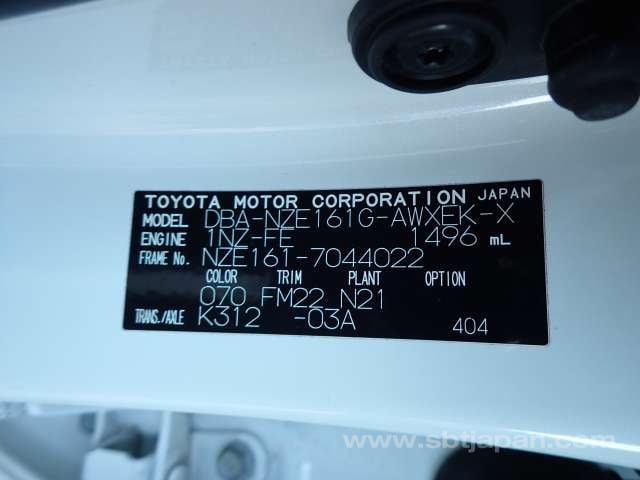 TOYOTA MOTOR CORPORATION JAPAN
MODEL DBA-NZE161G-AWXEK-X
ENGINE 1NZ-FE 1496 mL
FRAME No. NZE161-7044022
COLOR TRIM PLANT OPTION
070 FM22 N21
TRANS./AXLE K312 -03A 404
www.sbtjapan.com